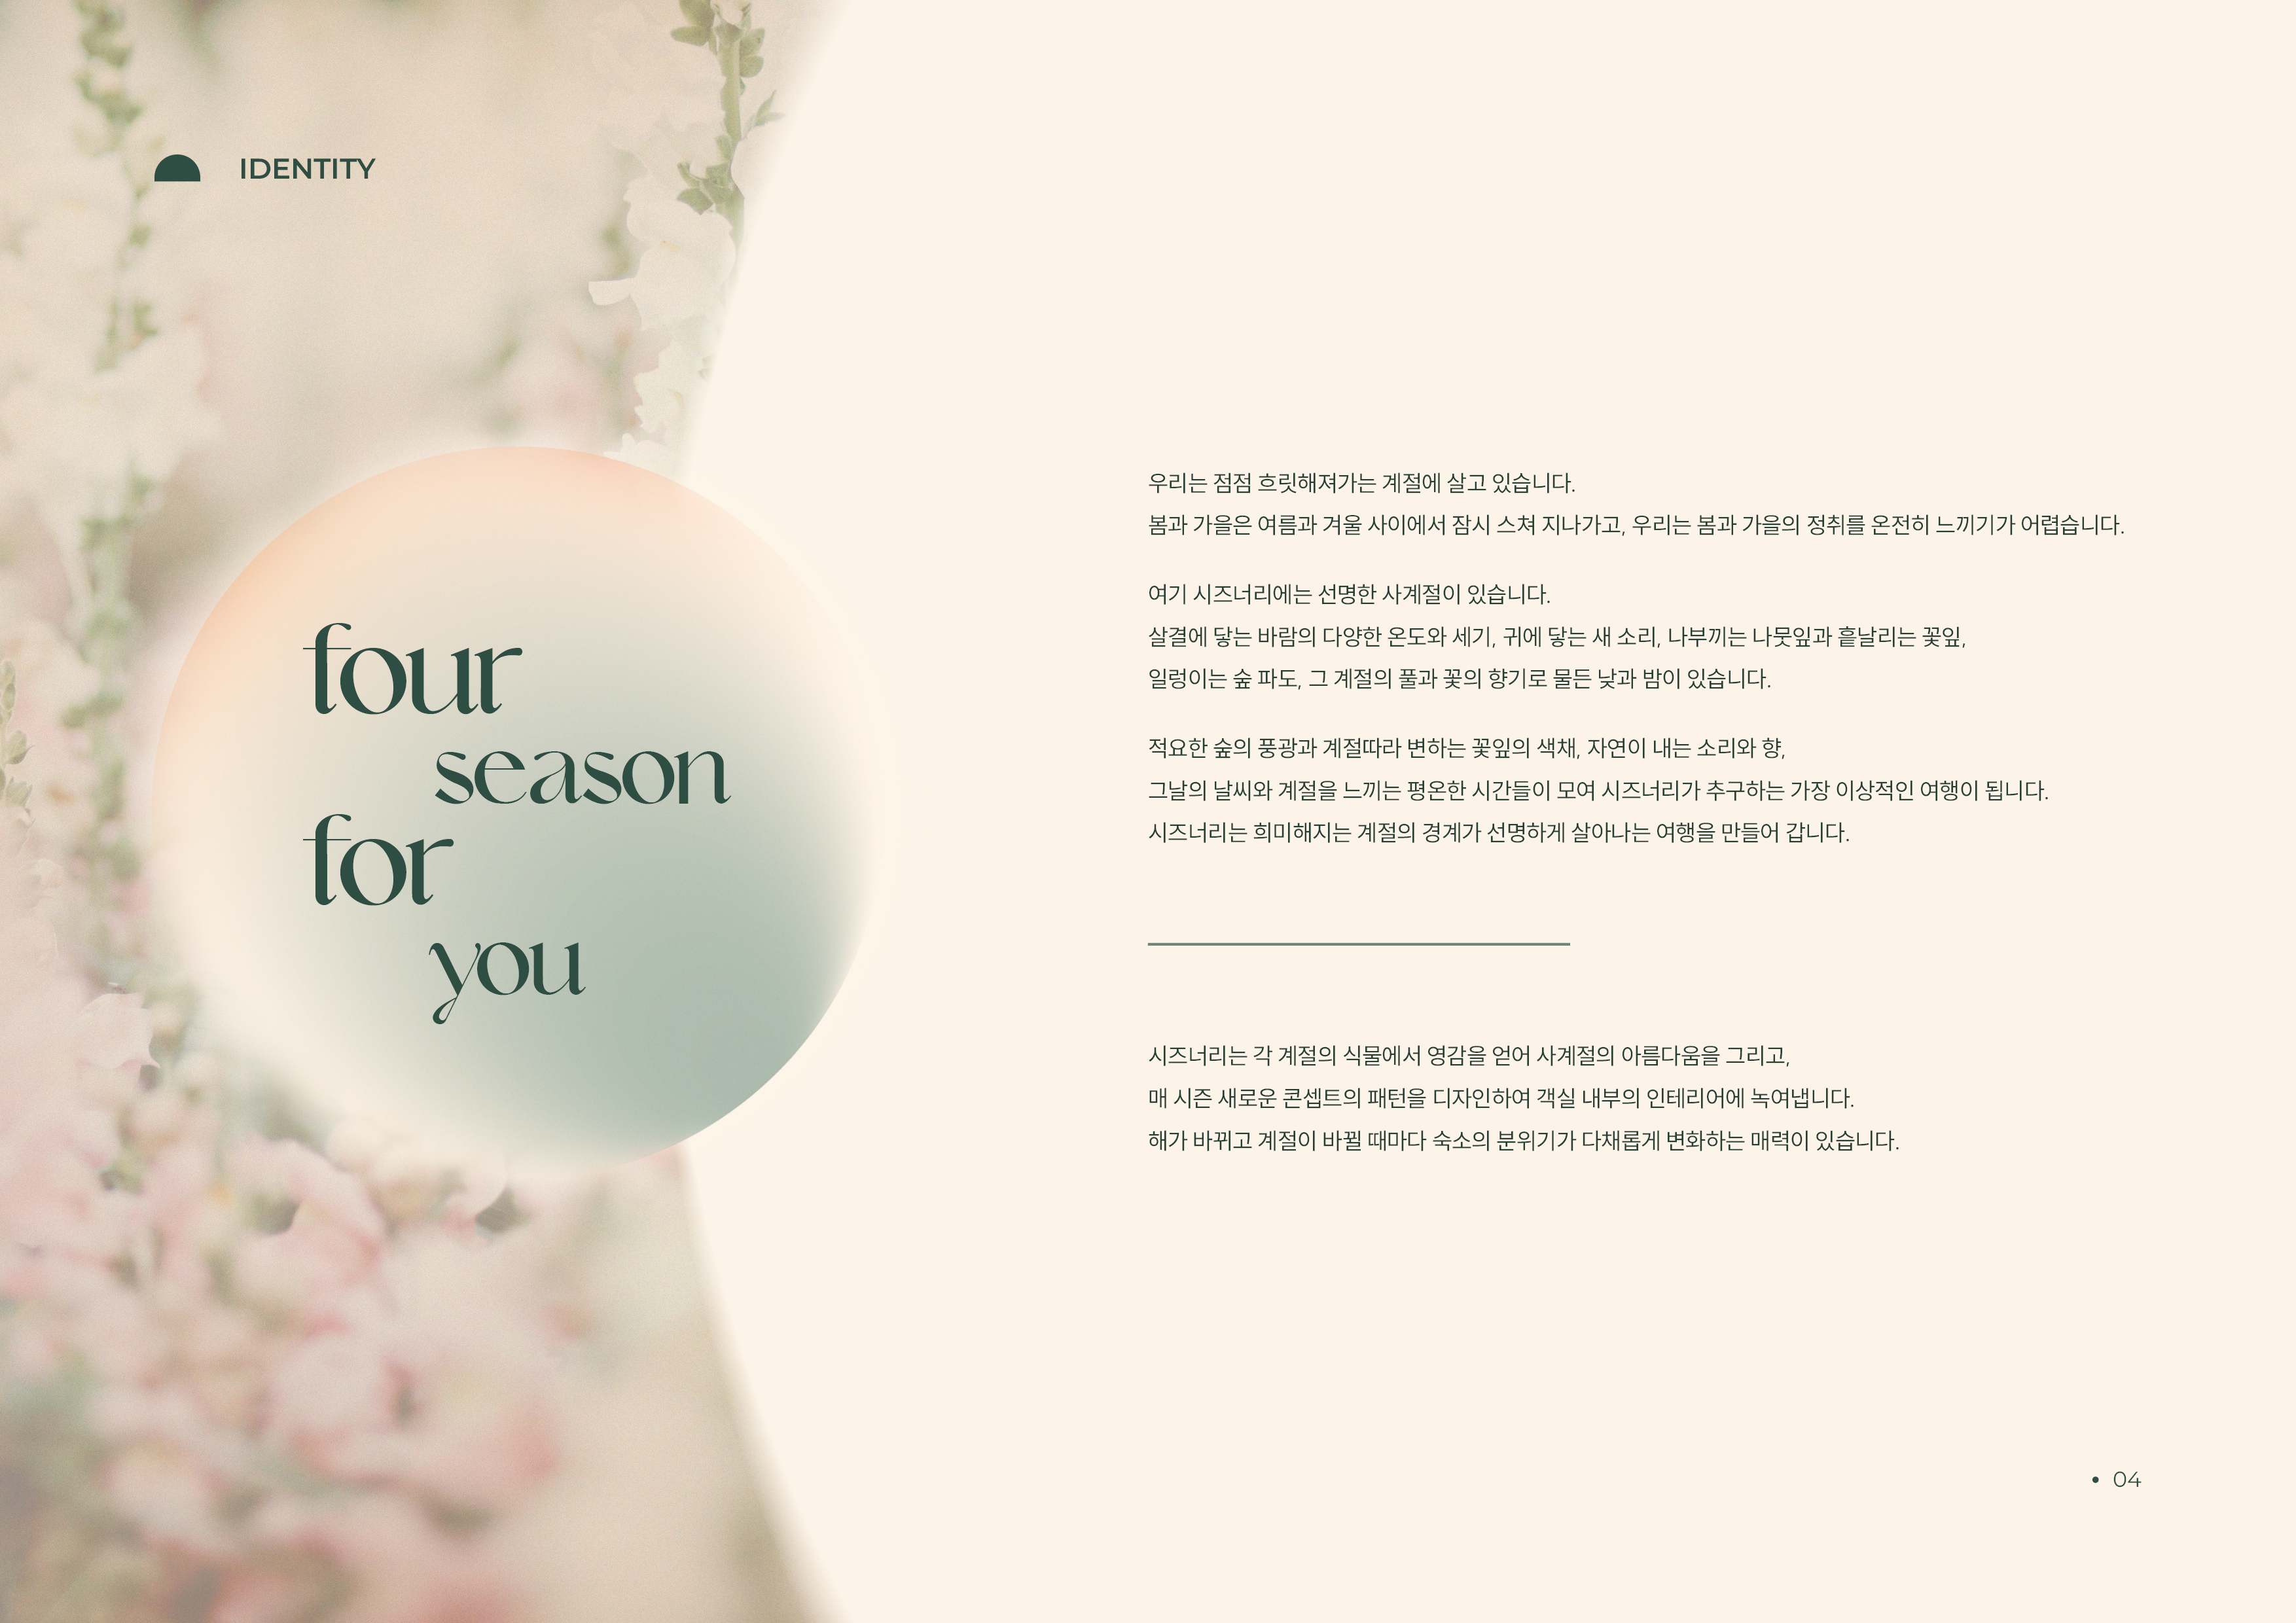 IDENTITY
four
season
for
you
우리는 점점 흐릿해져가는 계절에 살고 있습니다.
봄과 가을은 여름과 겨울 사이에서 잠시 스쳐 지나가고, 우리는 봄과 가을의 정취를 온전히 느끼기가 어렵습니다.
여기 시즈너리에는 선명한 사계절이 있습니다.
살결에 닿는 바람의 다양한 온도와 세기, 귀에 닿는 새 소리, 나부끼는 나뭇잎과 흩날리는 꽃잎,
일렁이는 숲 파도, 그 계절의 풀과 꽃의 향기로 물든 낮과 밤이 있습니다.
적요한 숲의 풍광과 계절따라 변하는 꽃잎의 색채, 자연이 내는 소리와 향,
그날의 날씨와 계절을 느끼는 평온한 시간들이 모여 시즈너리가 추구하는 가장 이상적인 여행이 됩니다.
시즈너리는 희미해지는 계절의 경계가 선명하게 살아나는 여행을 만들어 갑니다.
시즈너리는 각 계절의 식물에서 영감을 얻어 사계절의 아름다움을 그리고,
매 시즌 새로운 콘셉트의 패턴을 디자인하여 객실 내부의 인테리어에 녹여냅니다.
해가 바뀌고 계절이 바뀔 때마다 숙소의 분위기가 다채롭게 변화하는 매력이 있습니다.
• 04